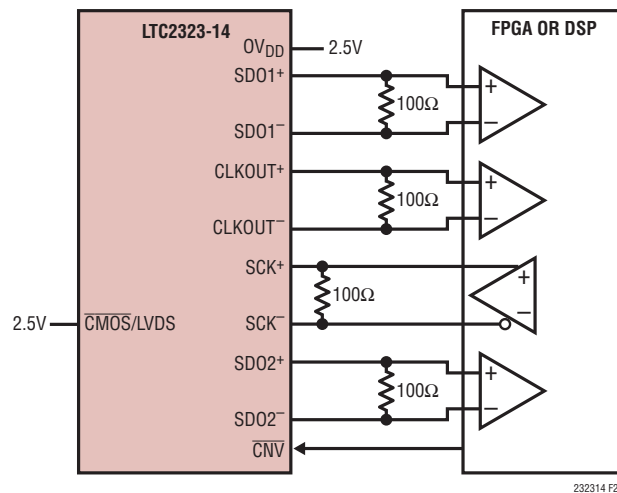 LTC2323-14
FPGA OR DSP
OVDD 2.5V
SDO1+
+
100Ω
SDO1–
–
CLKOUT+
+
100Ω
CLKOUT–
–
SCK+
+
100Ω
–
2.5V CMOS/LVDS SCK–
SDO2+
+
100Ω
SDO2–
–
CNV
232314 F2